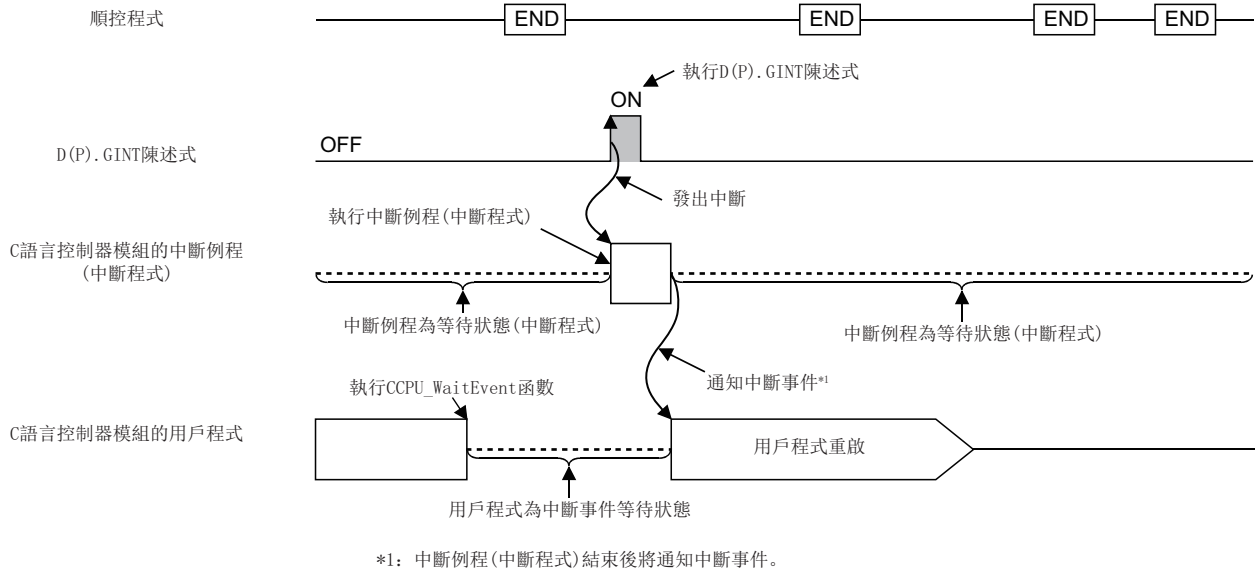 順控程式
END
END
END
END
執行D(P).GINT陳述式
ON
OFF
D(P).GINT陳述式
發出中斷
執行中斷例程(中斷程式)
C語言控制器模組的中斷例程
(中斷程式)
中斷例程為等待狀態(中斷程式)
中斷例程為等待狀態(中斷程式)
執行CCPU_WaitEvent函數
通知中斷事件*1
C語言控制器模組的用戶程式
用戶程式重啟
用戶程式為中斷事件等待狀態
*1: 中斷例程(中斷程式)結束後將通知中斷事件。